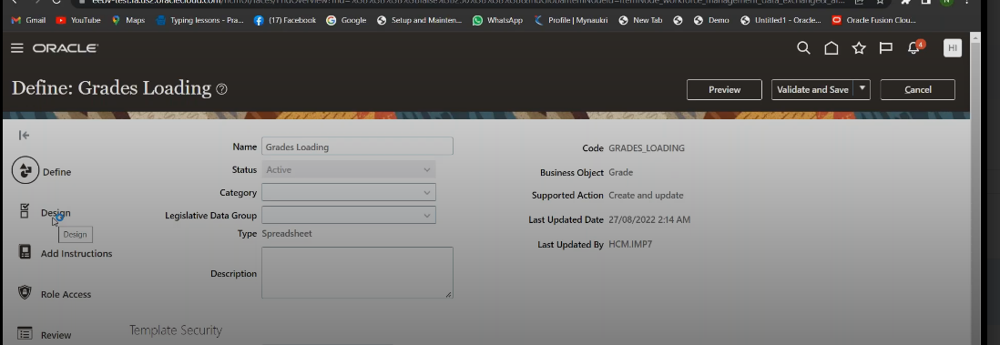 Gmail YouTube Maps Typing lessons - Pra... (17) Facebook Google Setup and Mainten... WhatsApp Profile | Mynaukri New Tab Demo Untitled1 - Oracle... Oracle Fusion Clou...
ORACLE
4
HI
Define: Grades Loading
Preview
Validate and Save
Cancel
Define
Design
Design
Add Instructions
Role Access
Review
Name Grades Loading
Status Active
Category
Legislative Data Group
Type Spreadsheet
Description
Code GRADES_LOADING
Business Object Grade
Supported Action Create and update
Last Updated Date 27/08/2022 2:14 AM
Last Updated By HCM.IMP7
Template Security